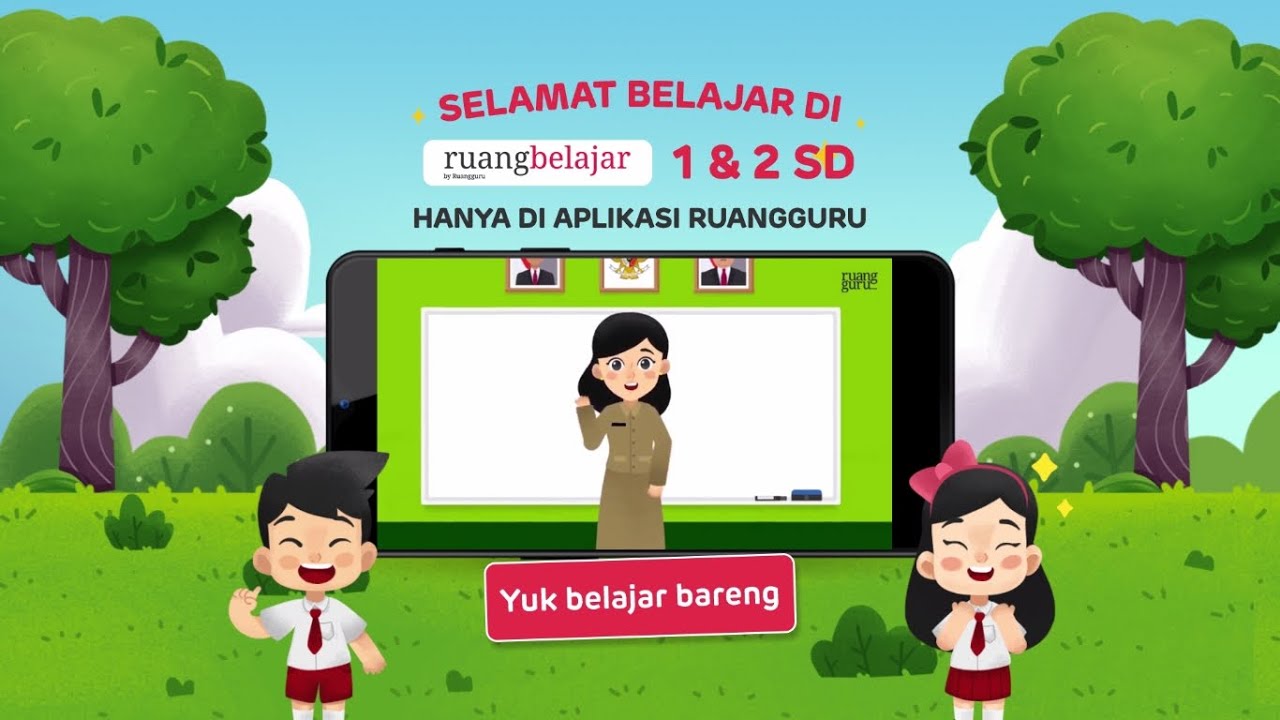 SELAMAT BELAJAR DI
ruangbelajar 1 & 2 SD
by Ruangguru
HANYA DI APLIKASI RUANGGURU
ruang
guru
Yuk belajar bareng